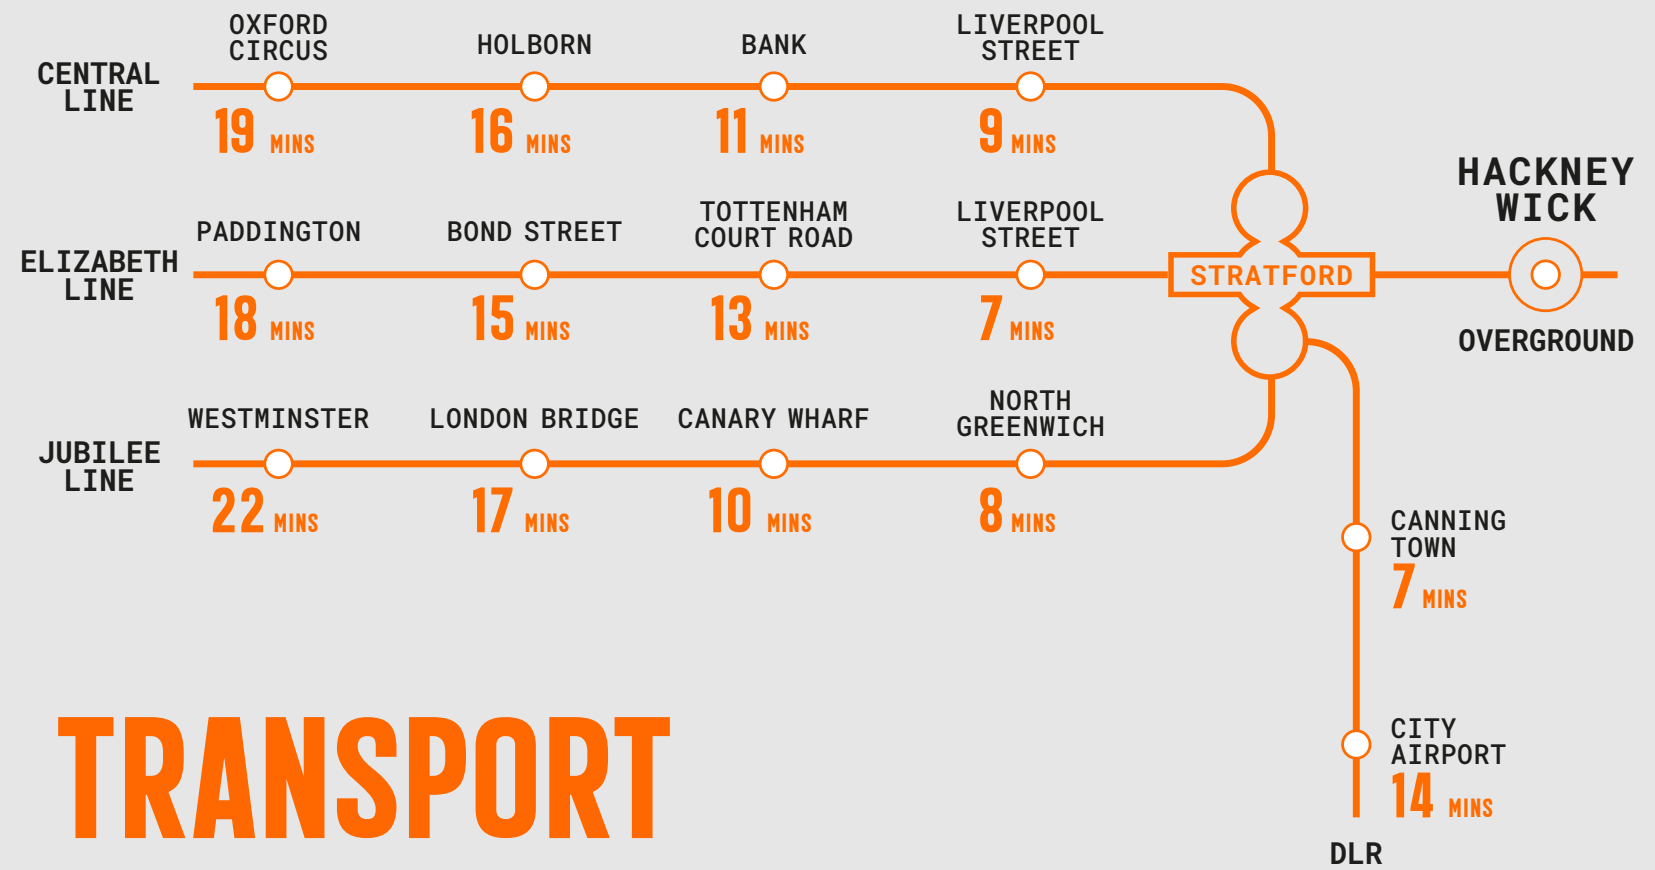 CENTRAL
LINE
OXFORD
CIRCUS
19 MINS
HOLBORN
16 MINS
BANK
11 MINS
LIVERPOOL
STREET
9 MINS
ELIZABETH
LINE
PADDINGTON
18 MINS
BOND STREET
15 MINS
TOTTENHAM
COURT ROAD
13 MINS
LIVERPOOL
STREET
7 MINS
STRATFORD
HACKNEY
WICK
OVERGROUND
JUBILEE
LINE
WESTMINSTER
22 MINS
LONDON BRIDGE
17 MINS
CANARY WHARF
10 MINS
NORTH
GREENWICH
8 MINS
CANNING
TOWN
7 MINS
CITY
AIRPORT
14 MINS
DLR
TRANSPORT